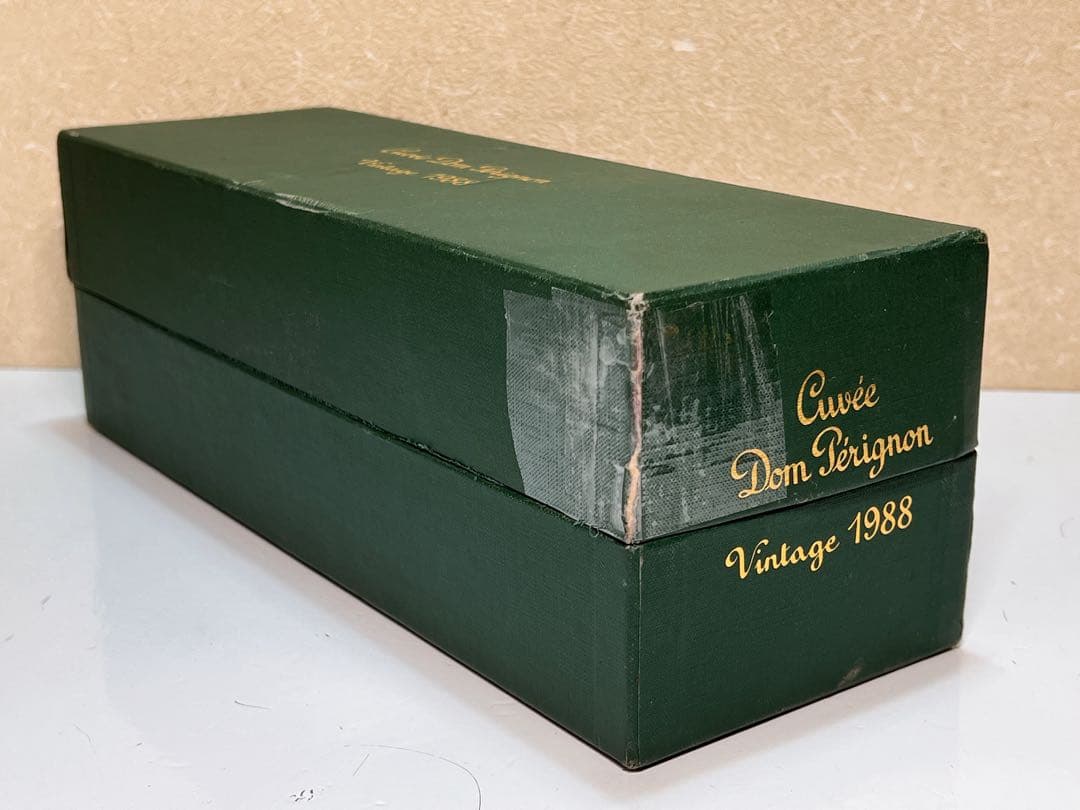 Cuvée Dom Pérignon
Vintage 1988
Cuvée
Dom Pérignon
Vintage 1988